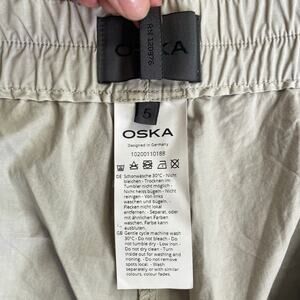 OSKA
RN 120976
5
OSKA
Designed in Germany
10200110188
DE Schonwäsche 30°C - Nicht
bleichen - Trocknen im
Tumbler nicht möglich -
Nicht heiss bügeln - Nicht
reinigen - Von links
waschen und bügeln. -
Flecken nicht lokal
entfernen. - Separat, oder
mit ähnlichen Farben
waschen, Farbe kann
ausbluten.
GB Gentle cycle machine wash
30°C - Do not bleach - Do
not tumble dry - Low iron -
Do not dry clean - Turn
inside out for washing and
ironing. - Do not remove
spots local - Wash
separately or with similar
colours, colour fades.